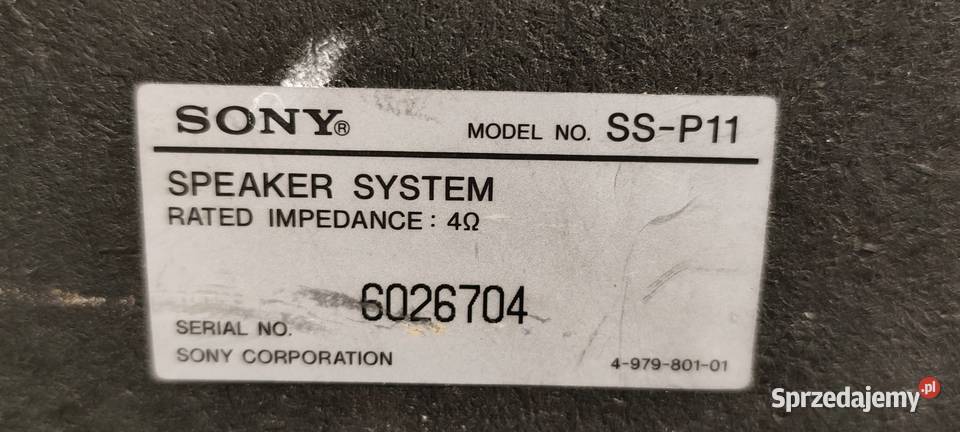 SONY® MODEL NO. SS-P11
SPEAKER SYSTEM
RATED IMPEDANCE: 4Ω
6026704
SERIAL NO.
SONY CORPORATION 4-979-801-01
Sprzedajemy.pl